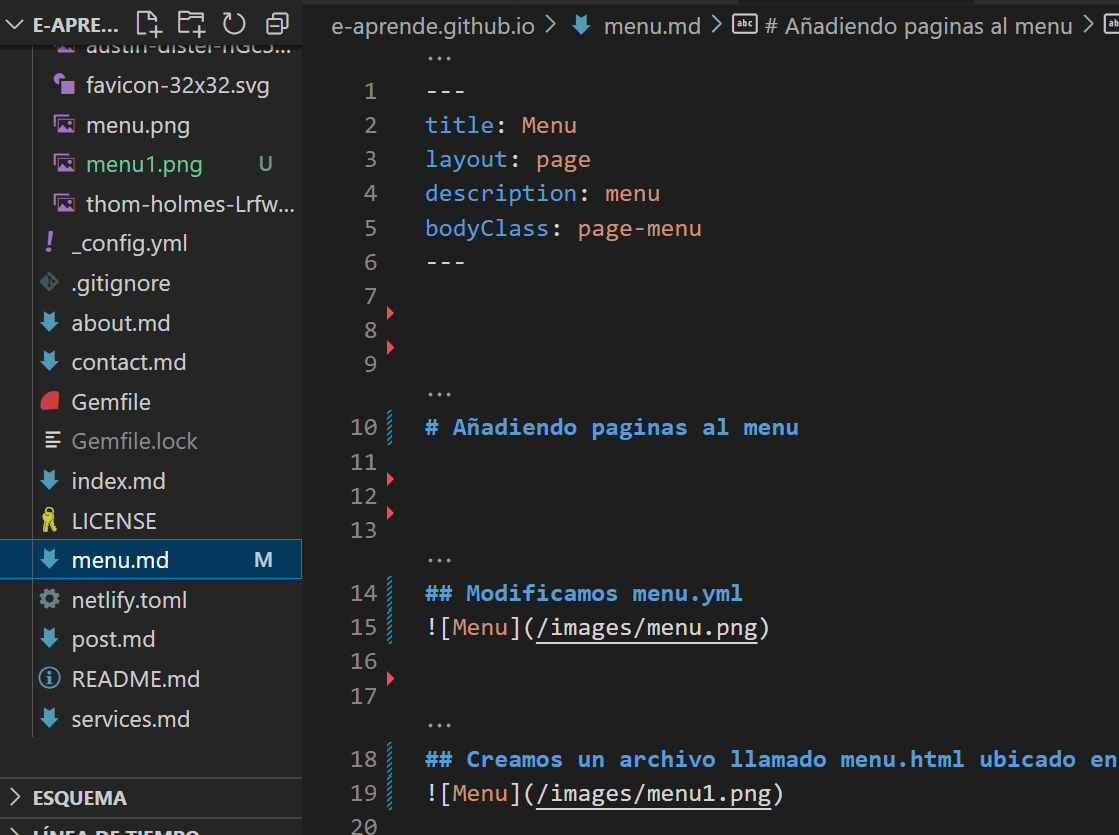 E-APRE...
austin-distel-nGc5...
favicon-32x32.svg
menu.png
menu1.png U
thom-holmes-Lrfw...
! _config.yml
.gitignore
about.md
contact.md
Gemfile
Gemfile.lock
index.md
LICENSE
menu.md M
netlify.toml
post.md
README.md
services.md
ESQUEMA
LÍNEA DE TIEMPO
e-aprende.github.io > menu.md > abc # Añadiendo paginas al menu >
...
1 ---
2 title: Menu
3 layout: page
4 description: menu
5 bodyClass: page-menu
6 ---
7
8
9
...
10 # Añadiendo paginas al menu
11
12
13
...
14 ## Modificamos menu.yml
15 ![Menu](/images/menu.png)
16
17
...
18 ## Creamos un archivo llamado menu.html ubicado en
19 ![Menu](/images/menu1.png)
20